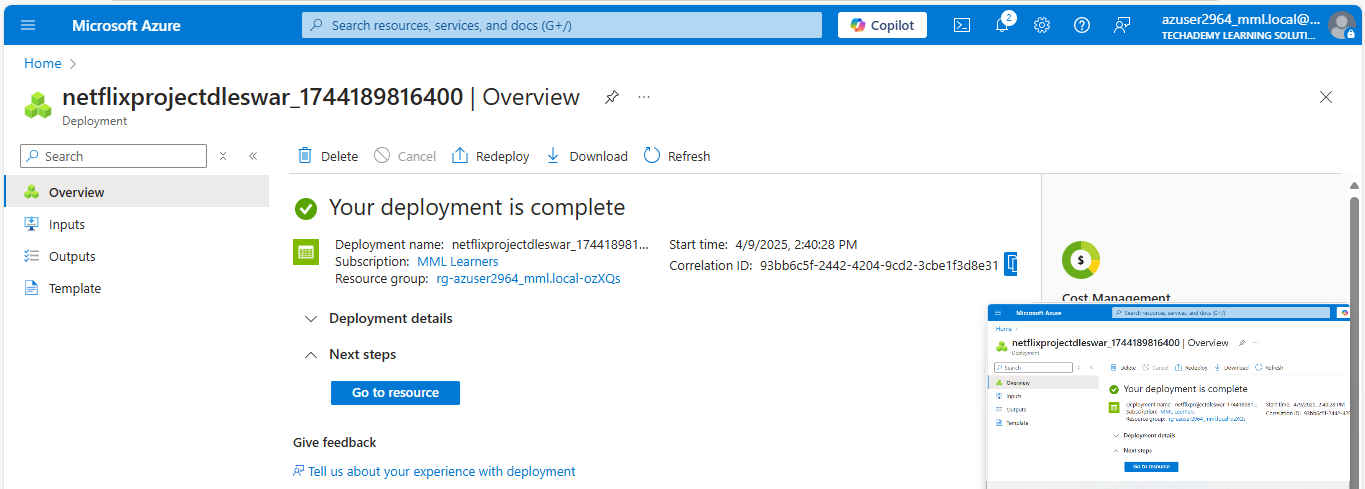 Microsoft Azure
Search resources, services, and docs (G+/)
Copilot
2
azuser2964_mml.local@...
TECHADEMY LEARNING SOLUTI...
Home
netflixprojectdleswar_1744189816400 | Overview
Deployment
Search
Delete
Cancel
Redeploy
Download
Refresh
Overview
Inputs
Outputs
Template
Your deployment is complete
Deployment name: netflixprojectdleswar_174418981...
Subscription: MML Learners
Resource group: rg-azuser2964_mml.local-ozXQs
Start time: 4/9/2025, 2:40:28 PM
Correlation ID: 93bb6c5f-2442-4204-9cd2-3cbe1f3d8e31
Deployment details
Next steps
Go to resource
Give feedback
Tell us about your experience with deployment
$
Cost Management
Microsoft Azure
Search resources, services, and docs (G+/)
Home
netflixprojectdleswar_1744189816400 | Overview
Deployment
Search
Delete
Cancel
Redeploy
Download
Refresh
Overview
Inputs
Outputs
Template
Your deployment is complete
Deployment name: netflixprojectdleswar_174418981...
Subscription: MML Learners
Resource group: rg-azuser2964_mml.local-ozXQs
Start time: 4/9/2025, 2:40:28 PM
Correlation ID: 93bb6c5f-2442-420
Deployment details
Next steps
Go to resource